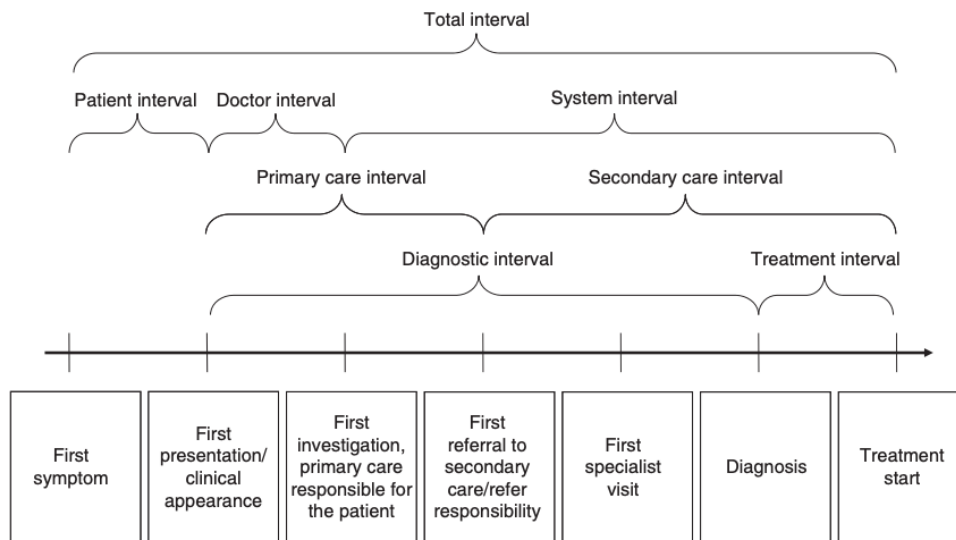 Total interval
Patient interval
Doctor interval
System interval
Primary care interval
Secondary care interval
Diagnostic interval
Treatment interval
First
symptom
First
presentation/
clinical
appearance
First
investigation,
primary care
responsible for
the patient
First
referral to
secondary
care/refer
responsibility
First
specialist
visit
Diagnosis
Treatment
start